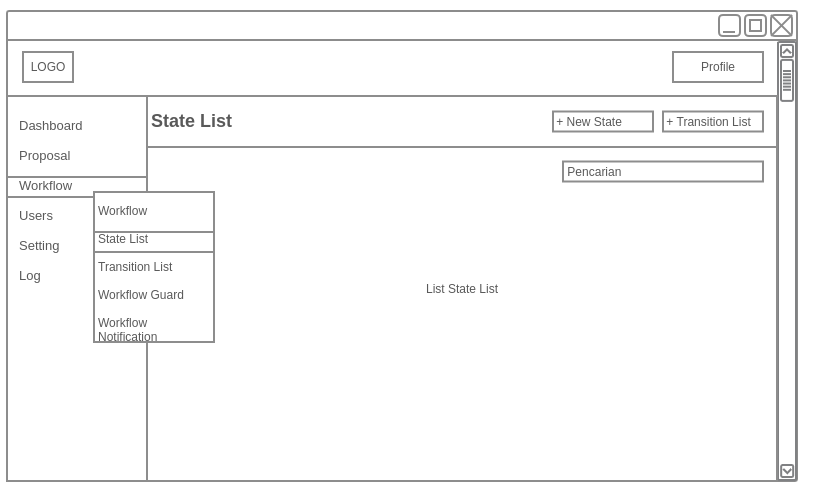 LOGO
Profile
Dashboard
Proposal
Workflow
Users
Setting
Log
State List
+ New State
+ Transition List
Pencarian
Workflow
State List
Transition List
Workflow Guard
Workflow
Notification
List State List